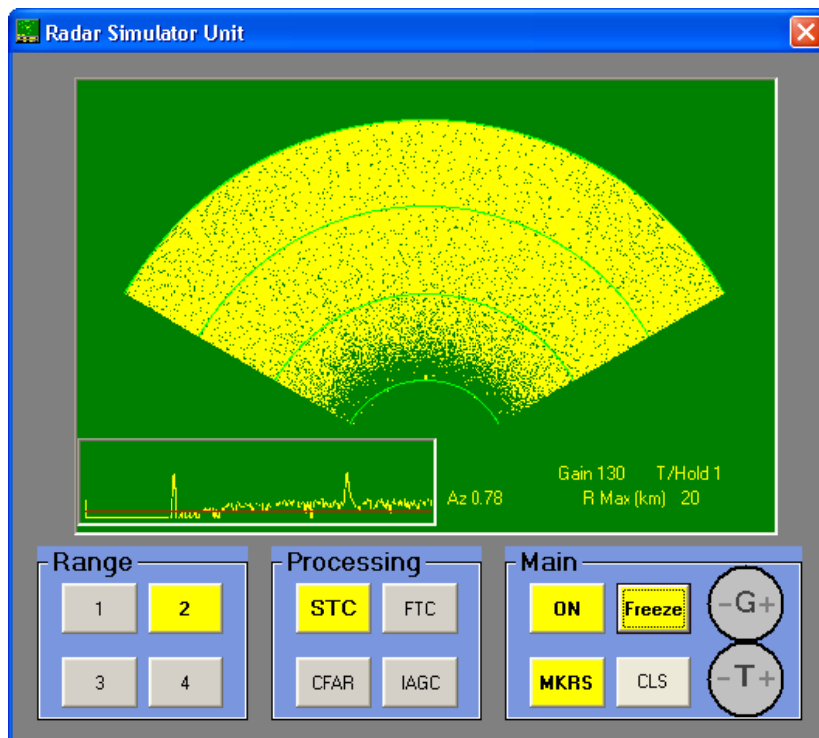 Radar Simulator Unit
Gain 130 T/Hold 1
Az 0.78 R Max (km) 20
Range
1 2
3 4
Processing
STC FTC
CFAR IAGC
Main
ON Freeze -G+
MKRS CLS -T+